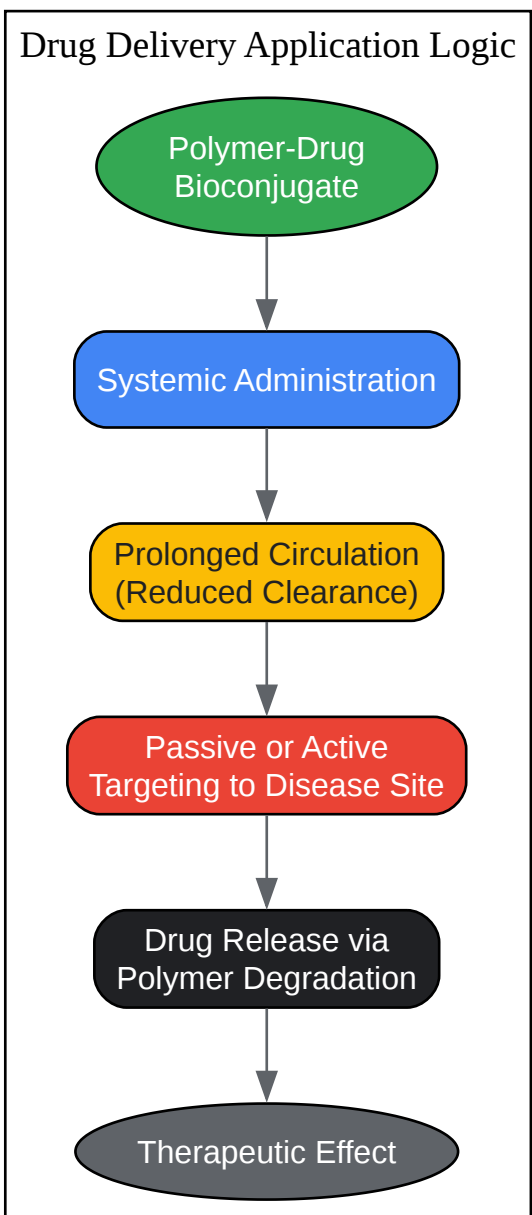 Drug Delivery Application Logic
Polymer-Drug
Bioconjugate
Systemic Administration
Prolonged Circulation
(Reduced Clearance)
Passive or Active
Targeting to Disease Site
Drug Release via
Polymer Degradation
Therapeutic Effect